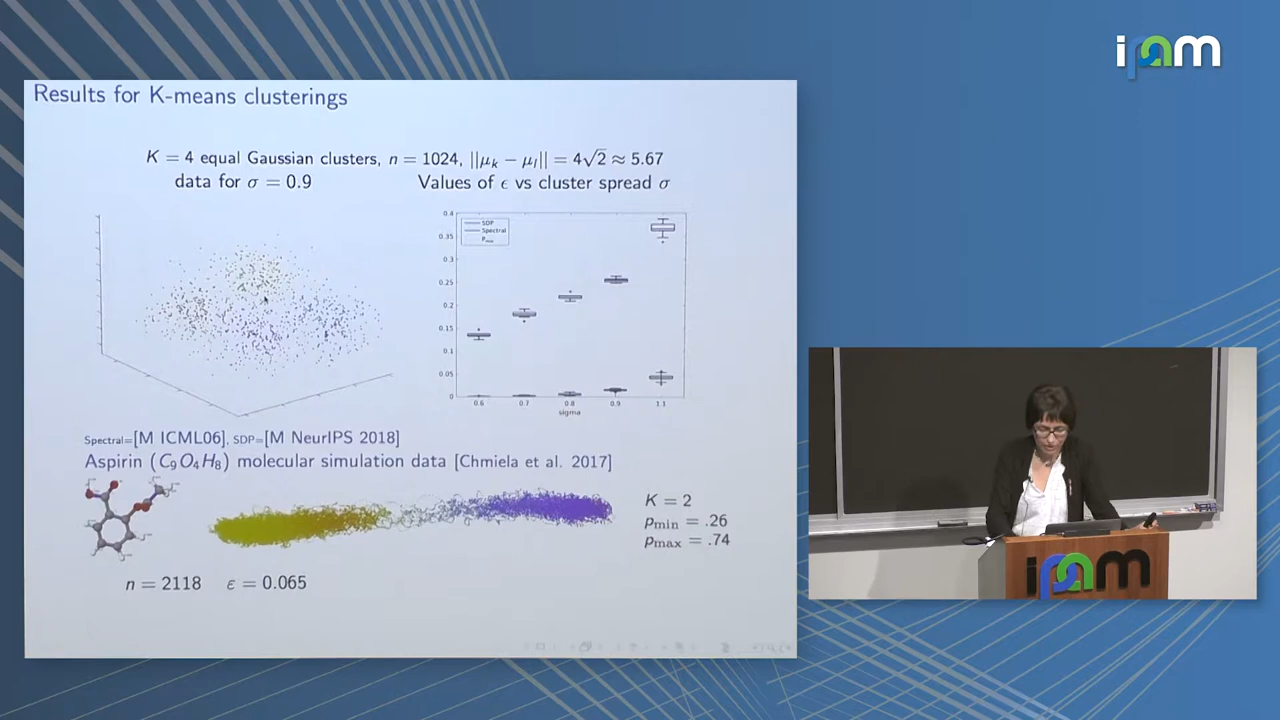 ipam
Results for K-means clusterings
K = 4 equal Gaussian clusters, n = 1024, ||μₖ − μₗ|| = 4√2 ≈ 5.67
data for σ = 0.9
Values of ϵ vs cluster spread σ
0.4
0.35
0.3
0.25
0.2
0.15
0.1
0.05
0
SDP
Spectral
0.6 0.7 0.8 0.9 1.1
sigma
Spectral=[M ICML06], SDP=[M NeurIPS 2018]
Aspirin (C₉O₄H₈) molecular simulation data [Chmiela et al. 2017]
K = 2
pmin = .26
pmax = .74
n = 2118 ε = 0.065
ipam